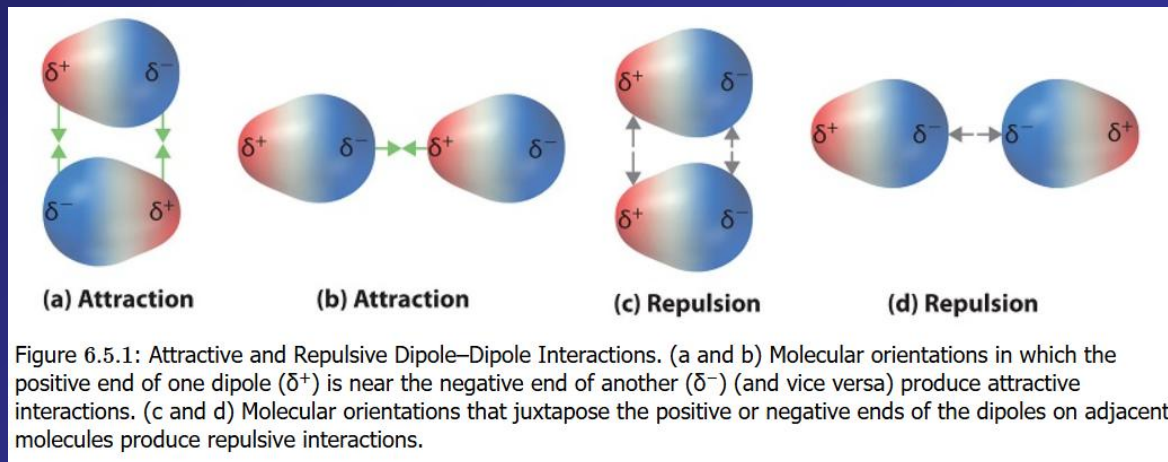 δ⁺ δ⁻
δ⁻ δ⁺
(a) Attraction
δ⁺ δ⁻ δ⁺ δ⁻
(b) Attraction
δ⁺ δ⁻
δ⁺ δ⁻
(c) Repulsion
δ⁺ δ⁻ δ⁻ δ⁺
(d) Repulsion
Figure 6.5.1: Attractive and Repulsive Dipole–Dipole Interactions. (a and b) Molecular orientations in which the
positive end of one dipole (δ⁺) is near the negative end of another (δ⁻) (and vice versa) produce attractive
interactions. (c and d) Molecular orientations that juxtapose the positive or negative ends of the dipoles on adjacent
molecules produce repulsive interactions.